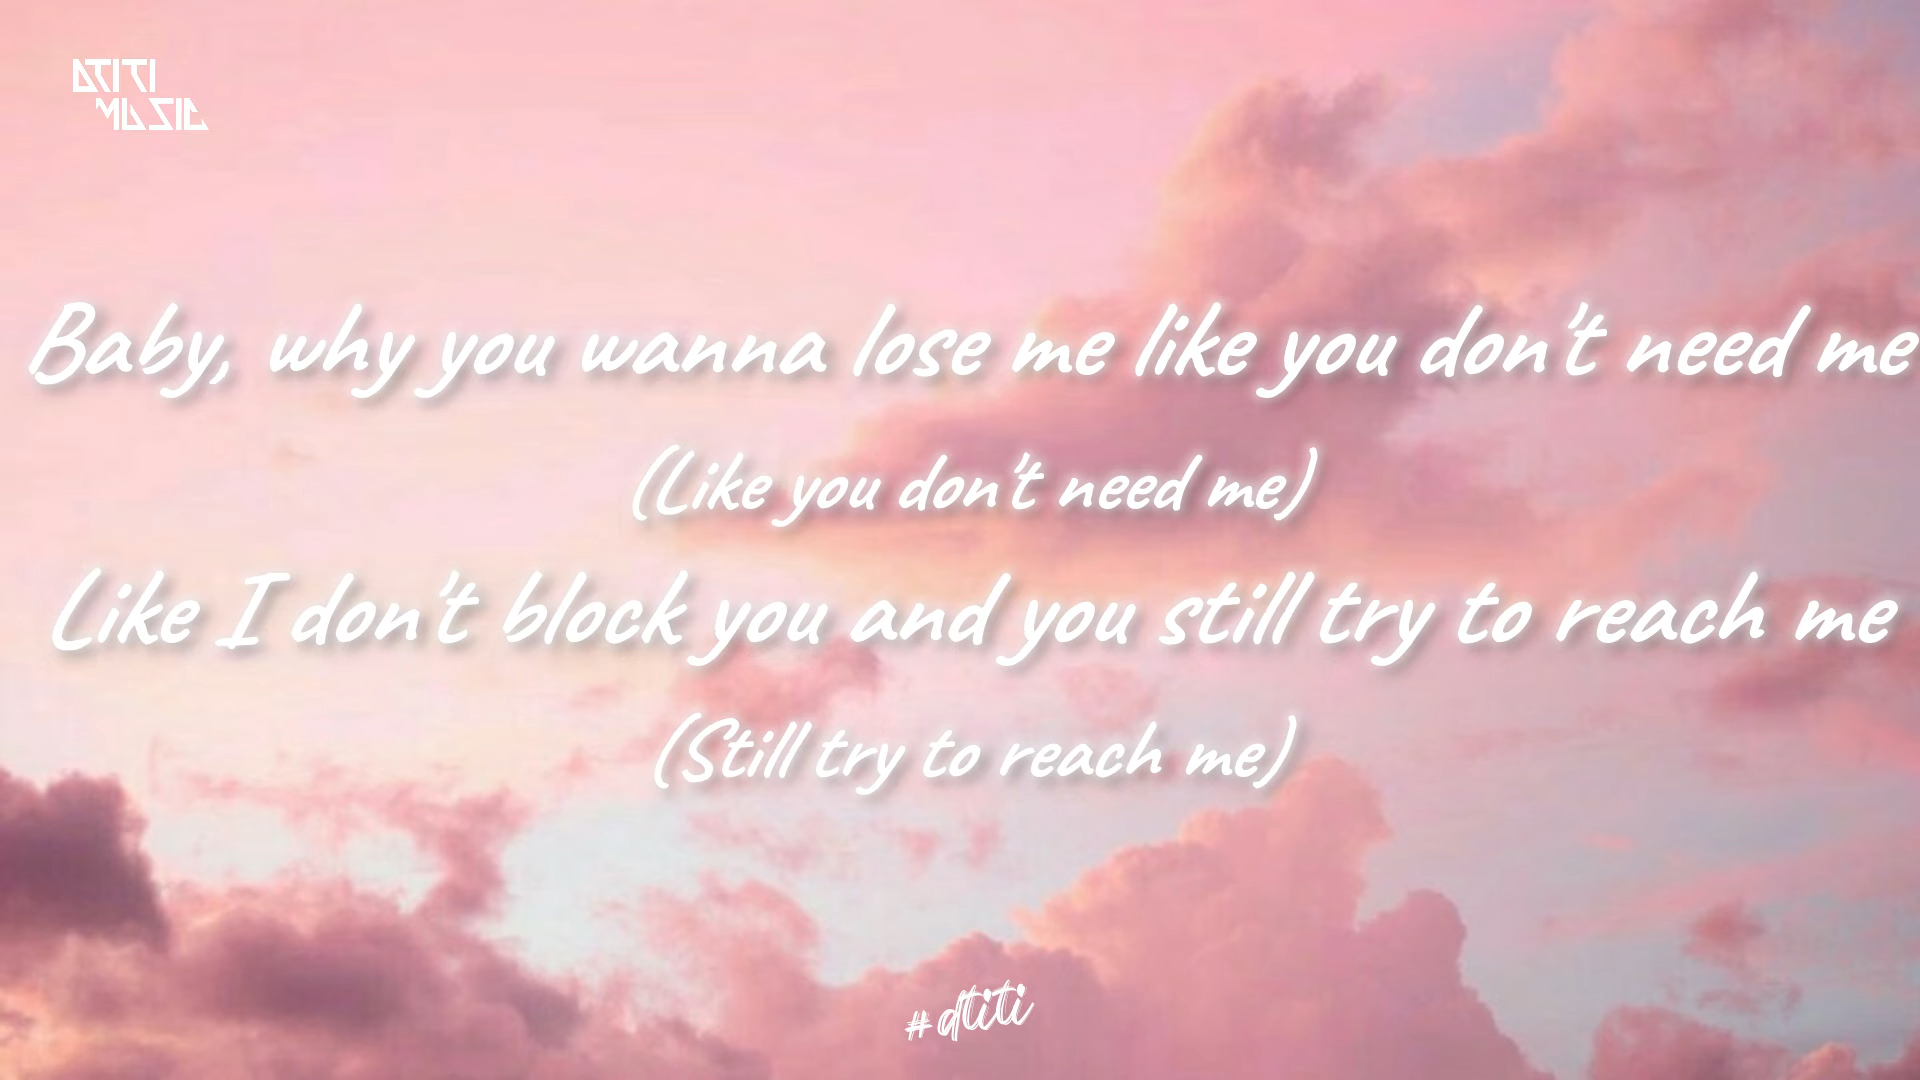 DTITI
MUSIC
Baby, why you wanna lose me like you don't need me
(Like you don't need me)
Like I don't block you and you still try to reach me
(Still try to reach me)
#dtiti